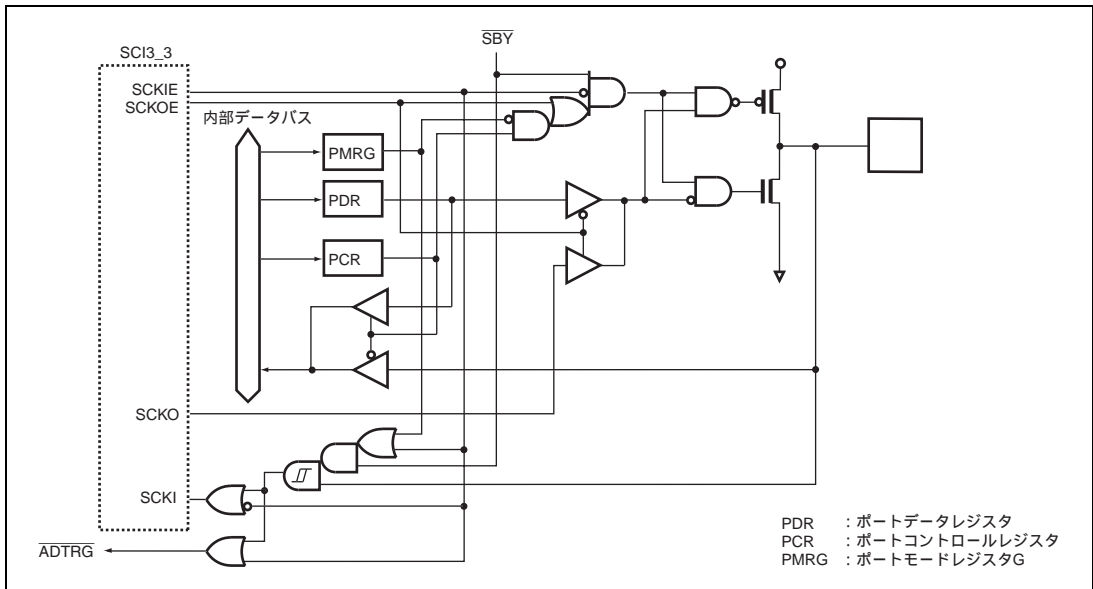 SBY
SCI3_3
SCKIE
SCKOE
内部データバス
PMRG
PDR
PCR
SCKO
SCKI
ADTRG
PDR :ポートデータレジスタ
PCR :ポートコントロールレジスタ
PMRG :ポートモードレジスタG